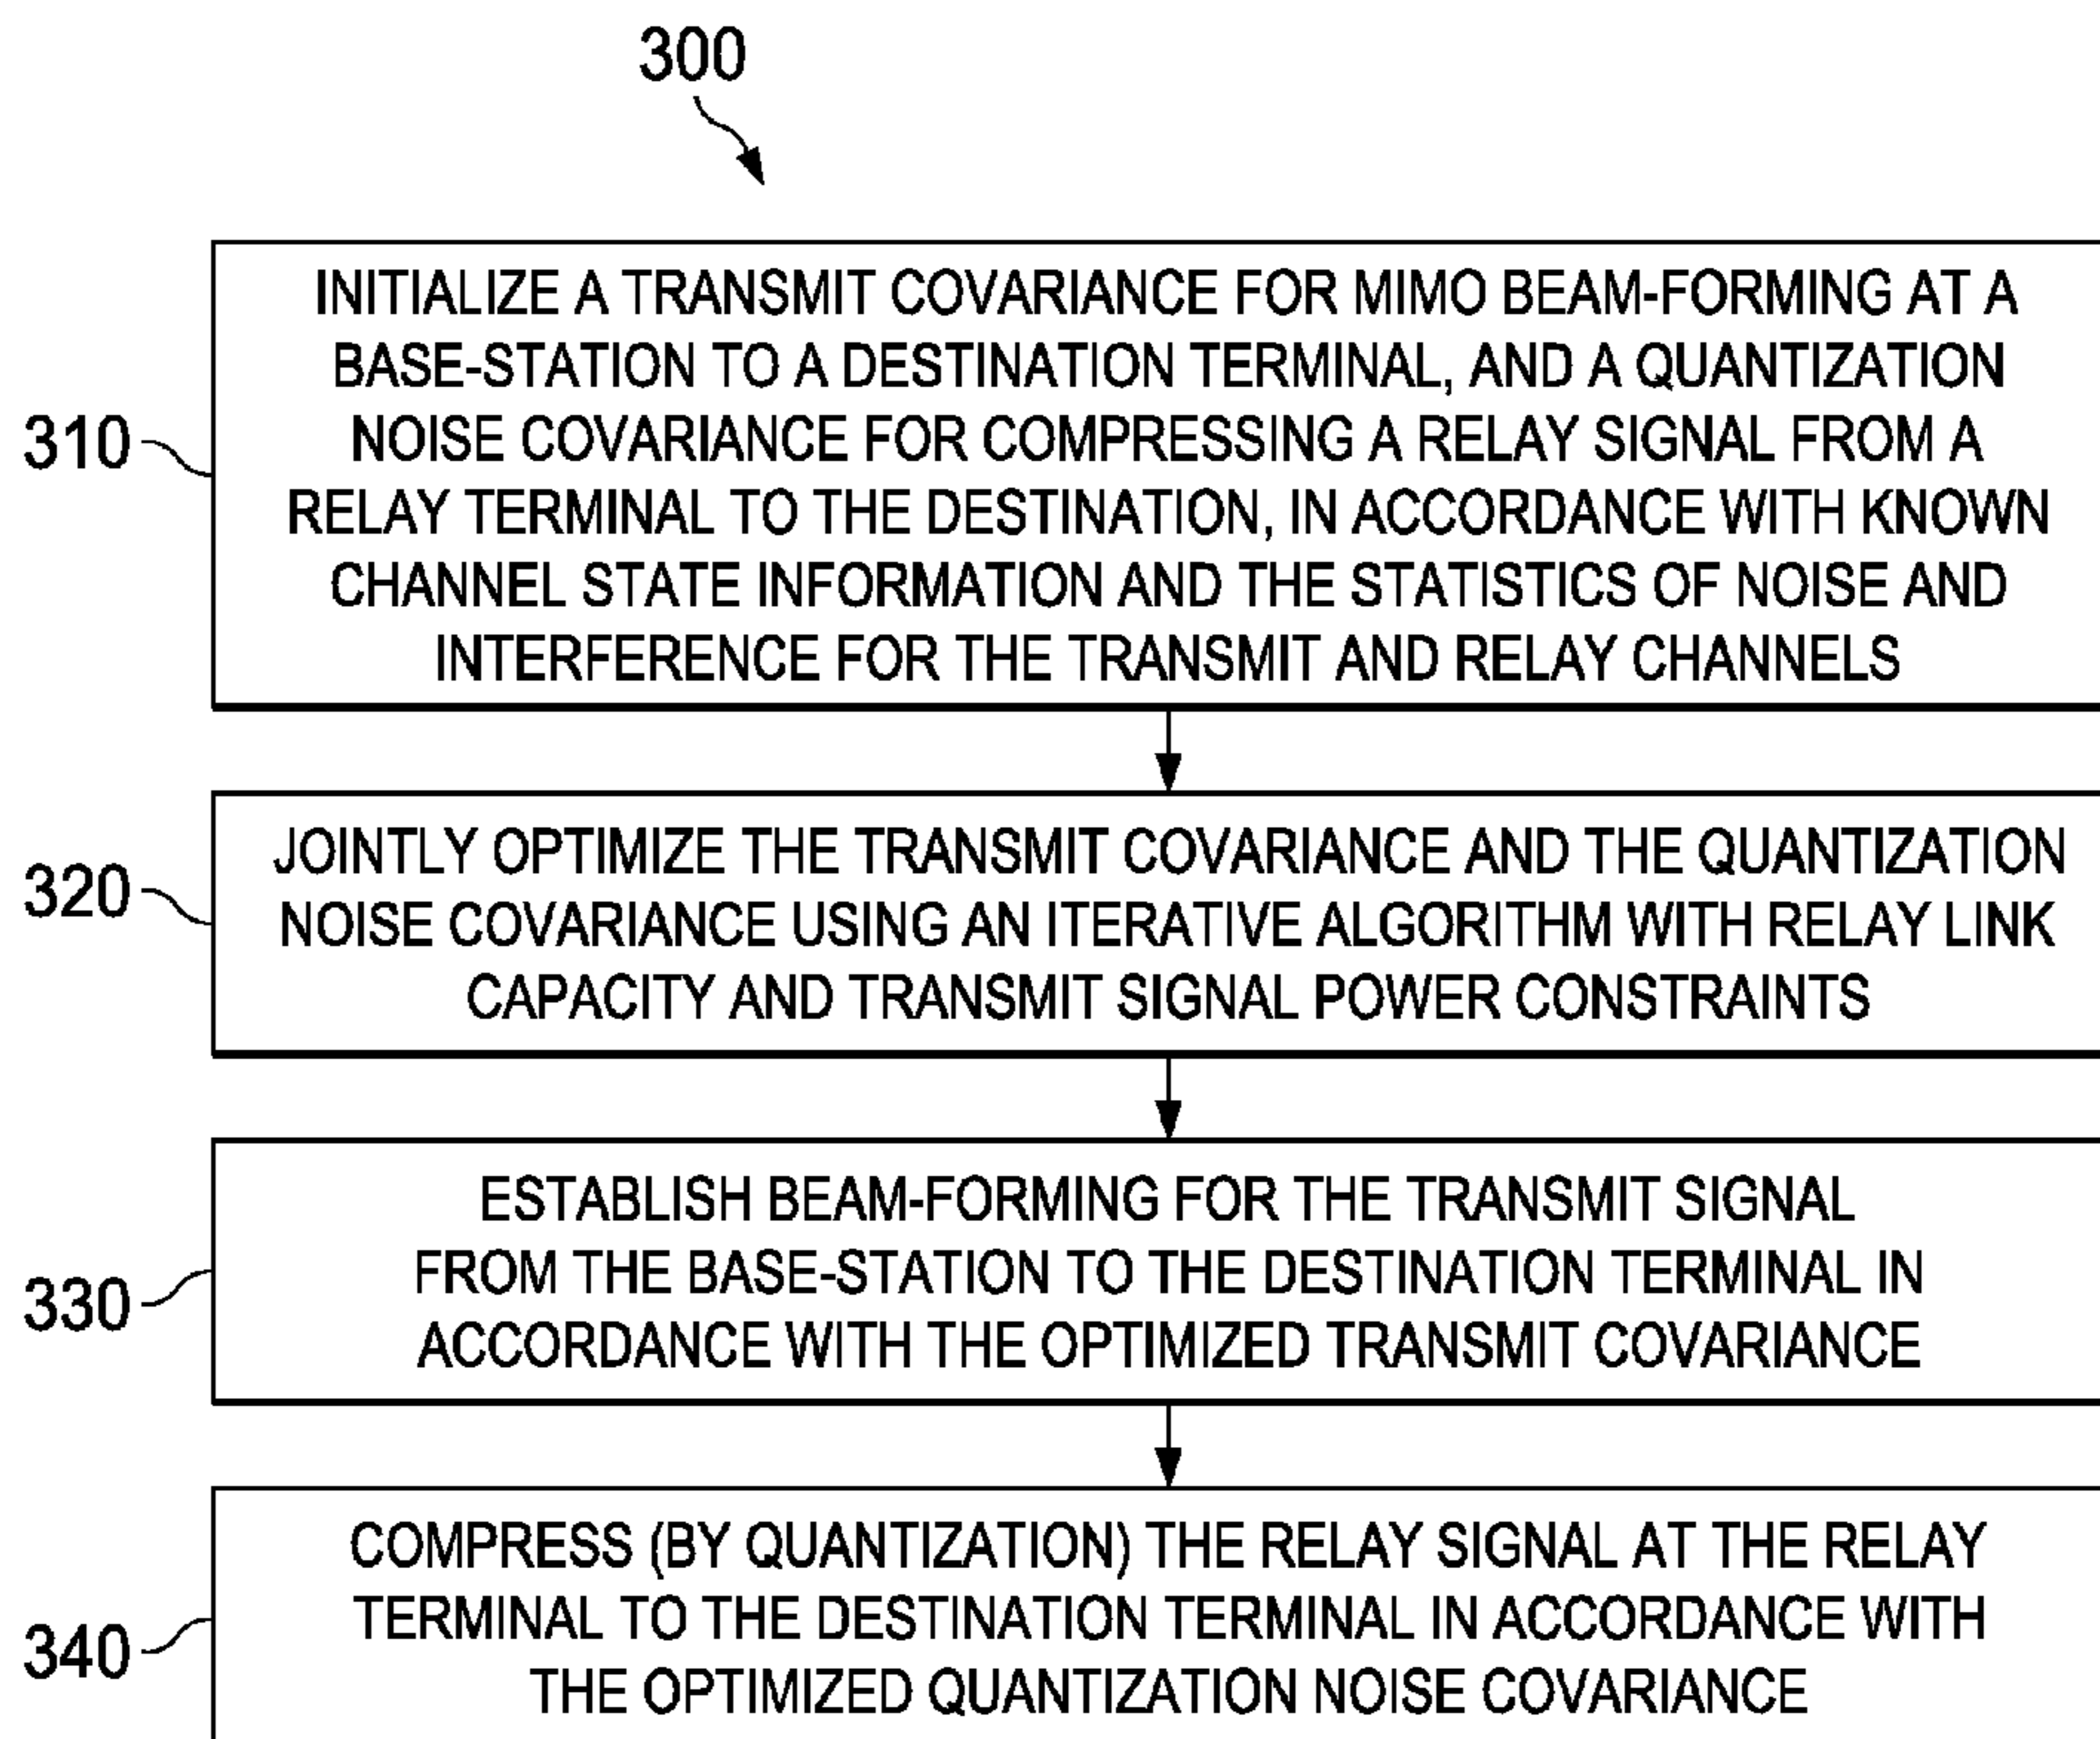 300
310
INITIALIZE A TRANSMIT COVARIANCE FOR MIMO BEAM-FORMING AT A
BASE-STATION TO A DESTINATION TERMINAL, AND A QUANTIZATION
NOISE COVARIANCE FOR COMPRESSING A RELAY SIGNAL FROM A
RELAY TERMINAL TO THE DESTINATION, IN ACCORDANCE WITH KNOWN
CHANNEL STATE INFORMATION AND THE STATISTICS OF NOISE AND
INTERFERENCE FOR THE TRANSMIT AND RELAY CHANNELS
320
JOINTLY OPTIMIZE THE TRANSMIT COVARIANCE AND THE QUANTIZATION
NOISE COVARIANCE USING AN ITERATIVE ALGORITHM WITH RELAY LINK
CAPACITY AND TRANSMIT SIGNAL POWER CONSTRAINTS
330
ESTABLISH BEAM-FORMING FOR THE TRANSMIT SIGNAL
FROM THE BASE-STATION TO THE DESTINATION TERMINAL IN
ACCORDANCE WITH THE OPTIMIZED TRANSMIT COVARIANCE
340
COMPRESS (BY QUANTIZATION) THE RELAY SIGNAL AT THE RELAY
TERMINAL TO THE DESTINATION TERMINAL IN ACCORDANCE WITH
THE OPTIMIZED QUANTIZATION NOISE COVARIANCE